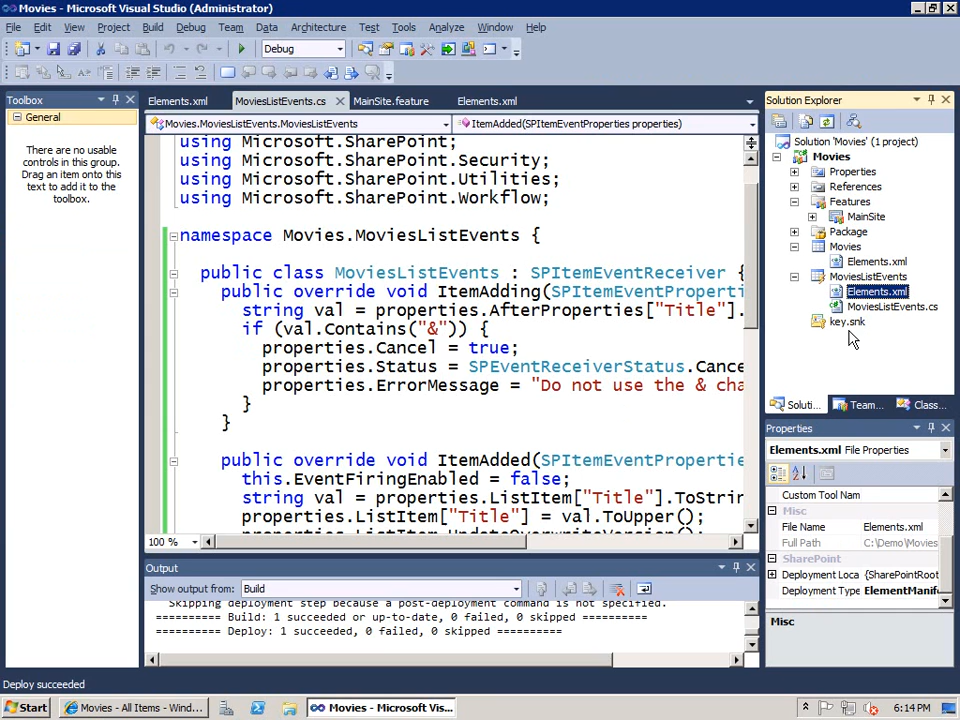 Movies - Microsoft Visual Studio (Administrator)
File Edit View Project Build Debug Team Data Architecture Test Tools Analyze Window Help
Debug
Toolbox
General
There are no usable
controls in this group.
Drag an item onto this
text to add it to the
toolbox.
Elements.xml MoviesListEvents.cs MainSite.feature Elements.xml
Movies.MoviesListEvents.MoviesListEvents ItemAdded(SPItemEventProperties properties)
using Microsoft.SharePoint;
using Microsoft.SharePoint.Security;
using Microsoft.SharePoint.Utilities;
using Microsoft.SharePoint.Workflow;
namespace Movies.MoviesListEvents {
public class MoviesListEvents : SPItemEventReceiver {
public override void ItemAdding(SPItemEventProperti
string val = properties.AfterProperties["Title"].
if (val.Contains("&")) {
properties.Cancel = true;
properties.Status = SPEventReceiverStatus.Cance
properties.ErrorMessage = "Do not use the & cha
}
}
public override void ItemAdded(SPItemEventPropertie
this.EventFiringEnabled = false;
string val = properties.ListItem["Title"].ToStrin
properties.ListItem["Title"] = val.ToUpper();
properties.ListItem.UpdateOverwriteVersion();
100 %
Output
Show output from: Build
Skipping deployment step because a post-deployment command is not specified.
========== Build: 1 succeeded or up-to-date, 0 failed, 0 skipped ==========
========== Deploy: 1 succeeded, 0 failed, 0 skipped ==========
Solution Explorer
Solution 'Movies' (1 project)
Movies
Properties
References
Features
MainSite
Package
Movies
Elements.xml
MoviesListEvents
Elements.xml
MoviesListEvents.cs
key.snk
Soluti... Team... Class...
Properties
Elements.xml File Properties
Custom Tool Nam
Misc
File Name Elements.xml
Full Path C:\Demo\Movies
SharePoint
Deployment Loca {SharePointRoot
Deployment Type ElementManif
Misc
Deploy succeeded
Start Movies - All Items - Wind... Movies - Microsoft Vis... 6:14 PM